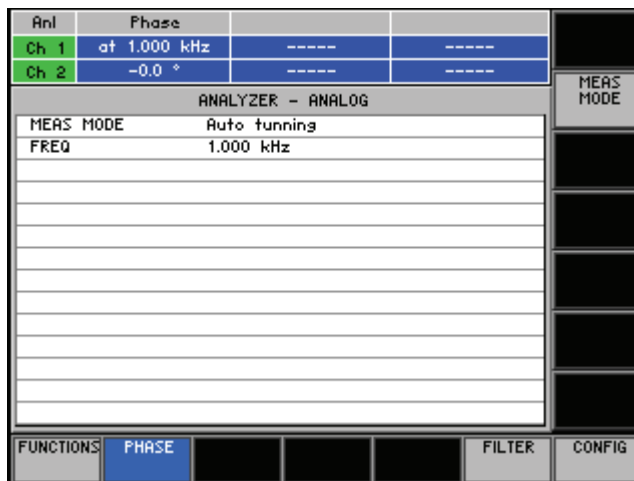 Anl Phase
Ch 1 at 1.000 kHz ----- -----
Ch 2 -0.0 ° ----- -----
MEAS MODE
ANALYZER - ANALOG
MEAS MODE Auto tunning
FREQ 1.000 kHz
FUNCTIONS PHASE FILTER CONFIG